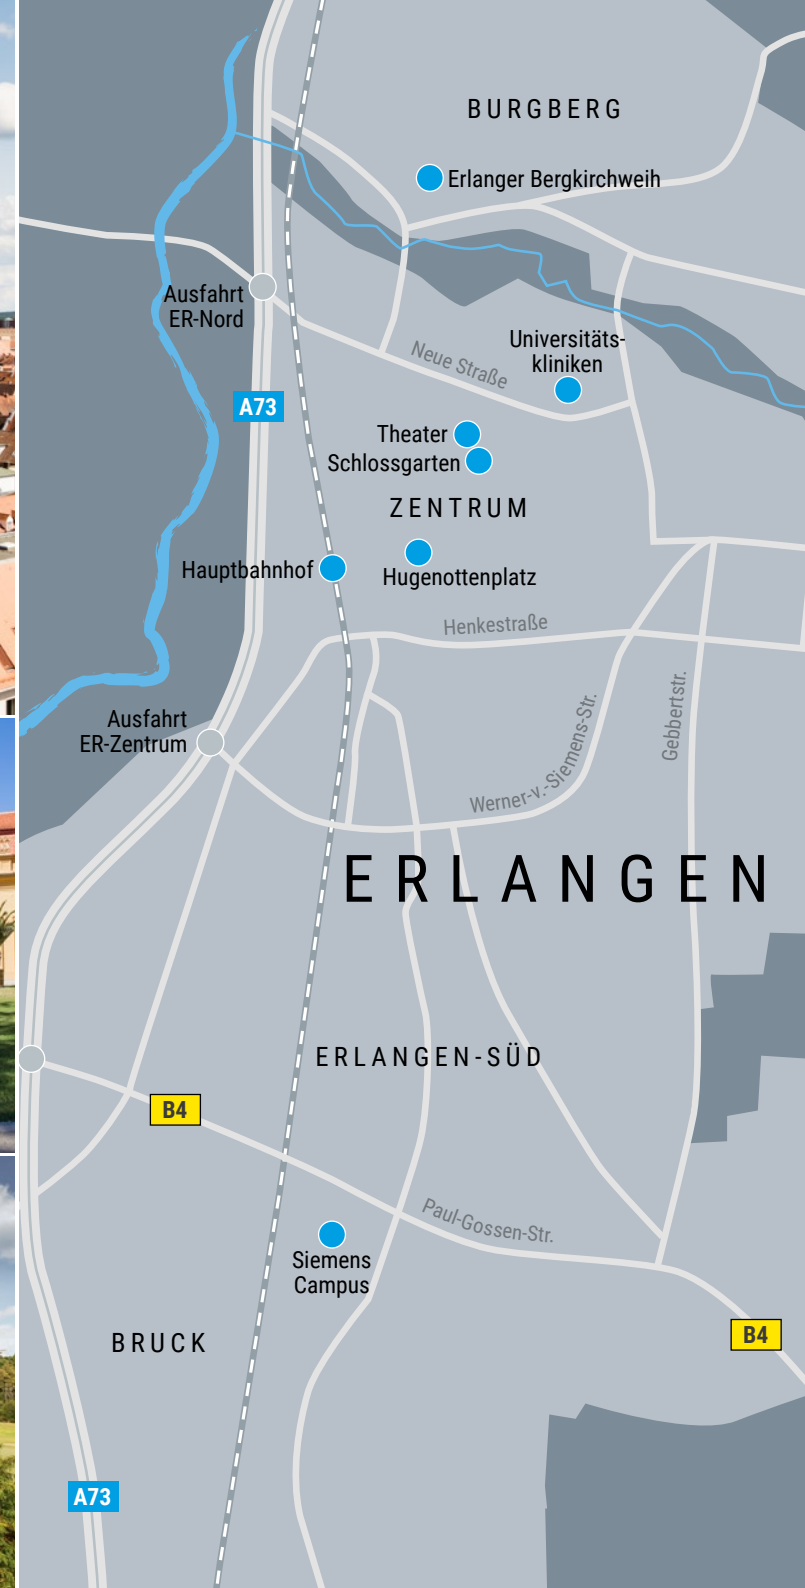 BURGBERG
Erlanger Bergkirchweih
Ausfahrt
ER-Nord
Universitäts-
kliniken
Neue Straße
A73
Theater
Schlossgarten
ZENTRUM
Hauptbahnhof
Hugenottenplatz
Henkestraße
Ausfahrt
ER-Zentrum
Werner-v.-Siemens-Str.
Gebbertstr.
ERLANGEN
ERLANGEN-SÜD
B4
Paul-Gossen-Str.
Siemens
Campus
BRUCK
B4
A73